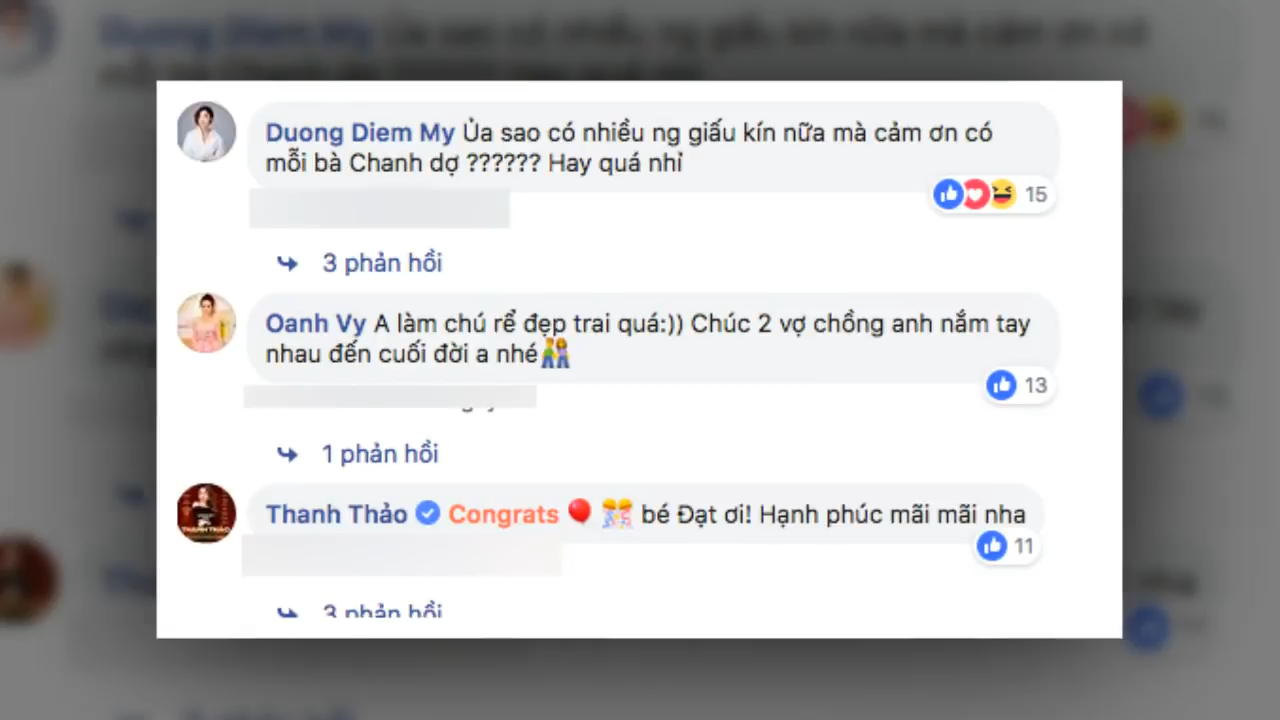 Duong Diem My Ủa sao có nhiều ng giấu kín nữa mà cảm ơn có
mỗi bà Chanh dợ ?????? Hay quá nhỉ
15
3 phản hồi
Oanh Vy A làm chú rể đẹp trai quá:)) Chúc 2 vợ chồng anh nắm tay
nhau đến cuối đời a nhé👫
13
1 phản hồi
Thanh Thảo Congrats🎈🎊 bé Đạt ơi! Hạnh phúc mãi mãi nha
11
3 phản hồi